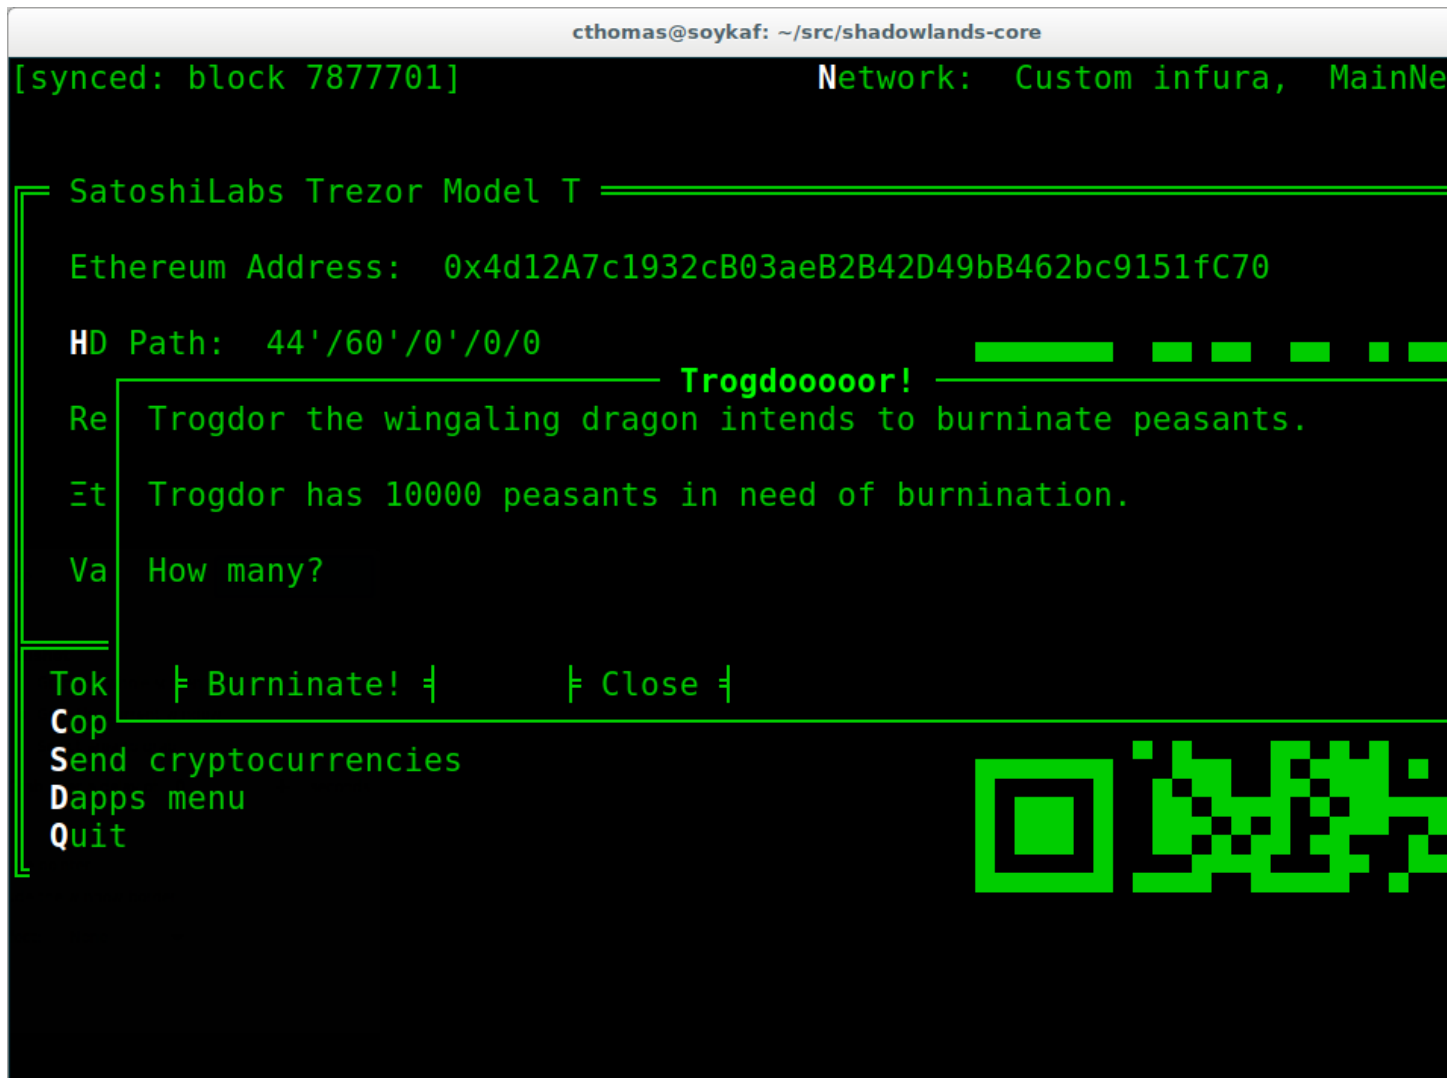 cthomas@soykaf: ~/src/shadowlands-core
[synced: block 7877701] Network: Custom infura, MainNe
SatoshiLabs Trezor Model T
Ethereum Address: 0x4d12A7c1932cB03aeB2B42D49bB462bc9151fC70
HD Path: 44'/60'/0'/0/0
Trogdooooor!
Re Trogdor the wingaling dragon intends to burninate peasants.
Ξt Trogdor has 10000 peasants in need of burnination.
Va How many?
Tok Burninate! Close
Cop
Send cryptocurrencies
Dapps menu
Quit